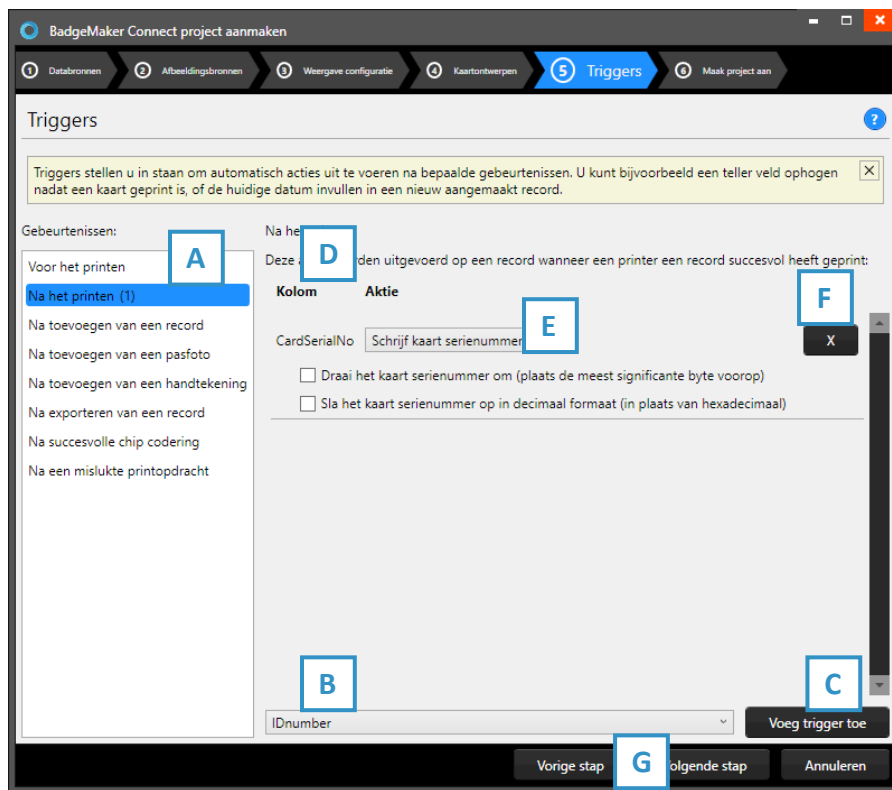 BadgeMaker Connect project aanmaken
1 Databronnen 2 Afbeeldingsbronnen 3 Weergave configuratie 4 Kaartontwerpen 5 Triggers 6 Maak project aan
Triggers ?
Triggers stellen u in staan om automatisch acties uit te voeren na bepaalde gebeurtenissen. U kunt bijvoorbeeld een teller veld ophogen
nadat een kaart geprint is, of de huidige datum invullen in een nieuw aangemaakt record.
Gebeurtenissen:
A
Voor het printen
Na het printen (1)
Na toevoegen van een record
Na toevoegen van een pasfoto
Na toevoegen van een handtekening
Na exporteren van een record
Na succesvolle chip codering
Na een mislukte printopdracht
Na he
D
Deze a rden uitgevoerd op een record wanneer een printer een record succesvol heeft geprint:
Kolom Aktie
E
F
CardSerialNo Schrijf kaart serienummer X
Draai het kaart serienummer om (plaats de meest significante byte voorop)
Sla het kaart serienummer op in decimaal formaat (in plaats van hexadecimaal)
B
C
IDnumber Voeg trigger toe
Vorige stap G olgende stap Annuleren